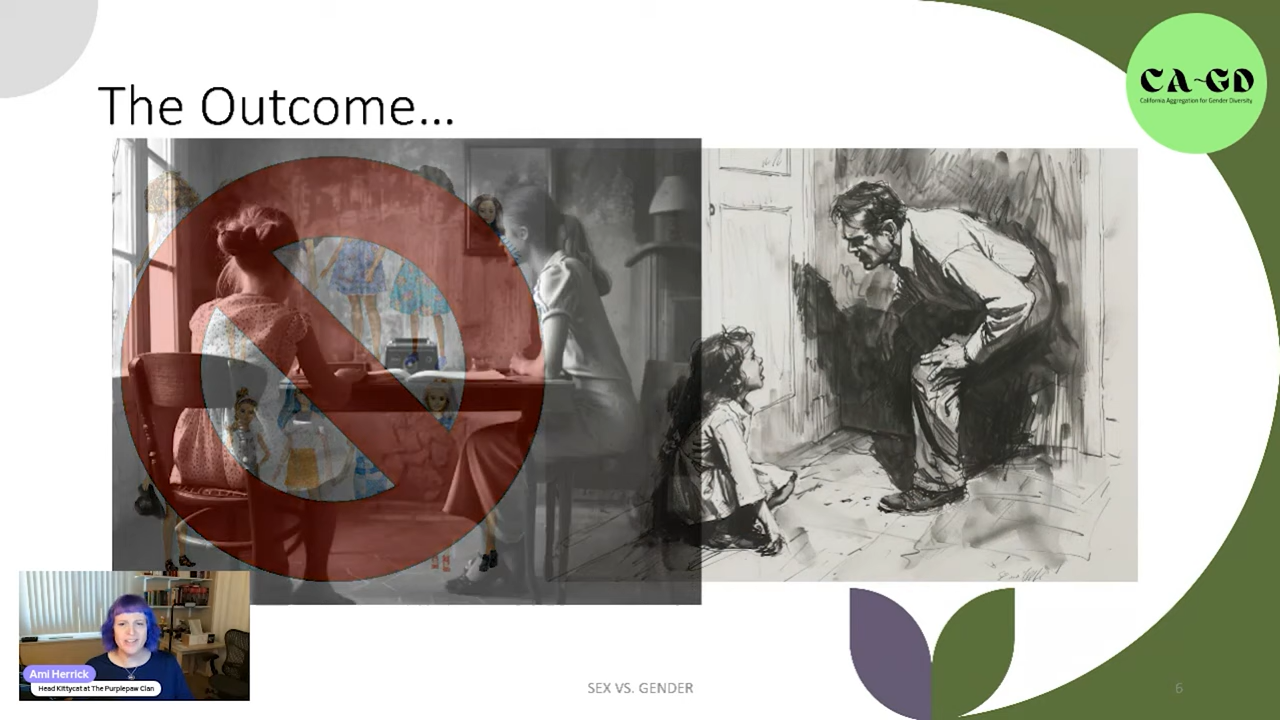 The Outcome...
CA~GD
California Aggregation for Gender Diversity
Ami Herrick
Head Kittycat at The Purplepaw Clan
SEX VS. GENDER
6